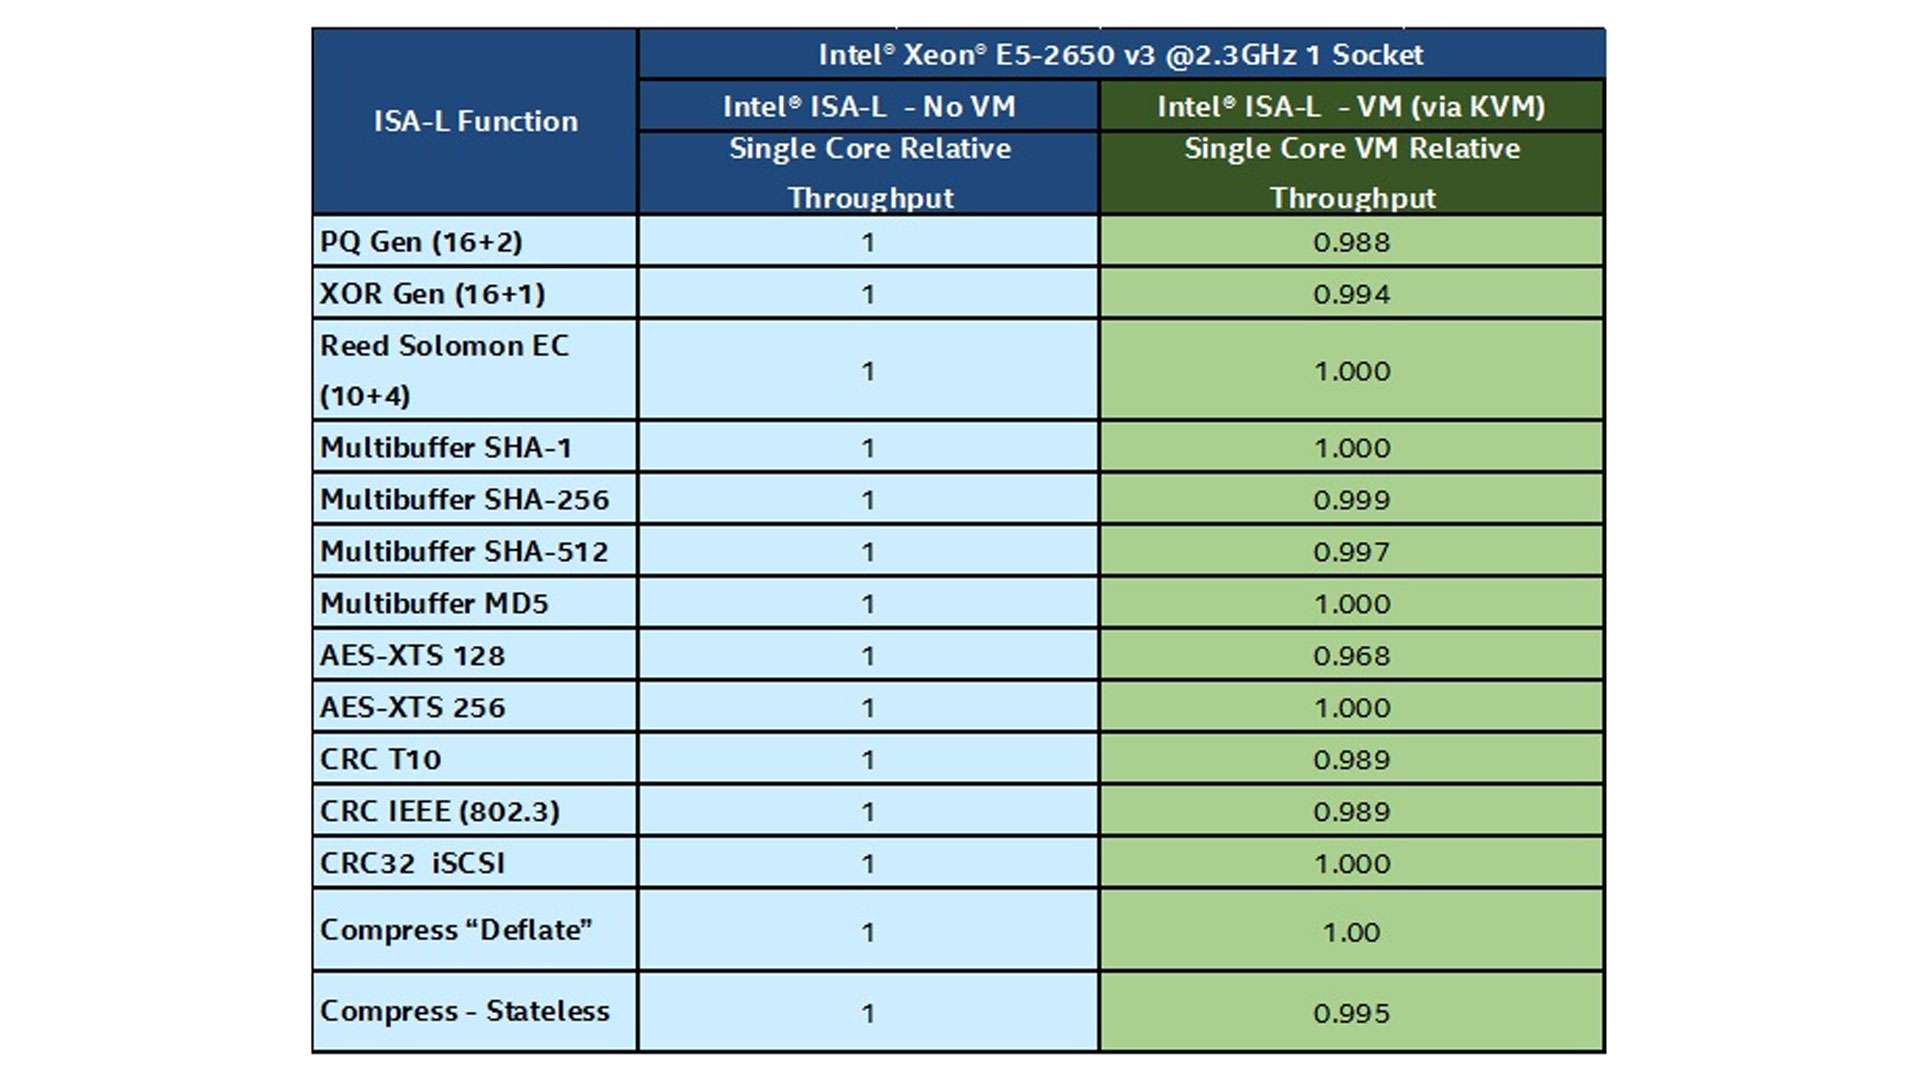 Intel® Xeon® E5-2650 v3 @2.3GHz 1 Socket
ISA-L Function
Intel® ISA-L - No VM
Intel® ISA-L - VM (via KVM)
Single Core Relative
Throughput
Single Core VM Relative
Throughput
PQ Gen (16+2) 1 0.988
XOR Gen (16+1) 1 0.994
Reed Solomon EC
(10+4) 1 1.000
Multibuffer SHA-1 1 1.000
Multibuffer SHA-256 1 0.999
Multibuffer SHA-512 1 0.997
Multibuffer MD5 1 1.000
AES-XTS 128 1 0.968
AES-XTS 256 1 1.000
CRC T10 1 0.989
CRC IEEE (802.3) 1 0.989
CRC32 iSCSI 1 1.000
Compress “Deflate” 1 1.00
Compress - Stateless 1 0.995